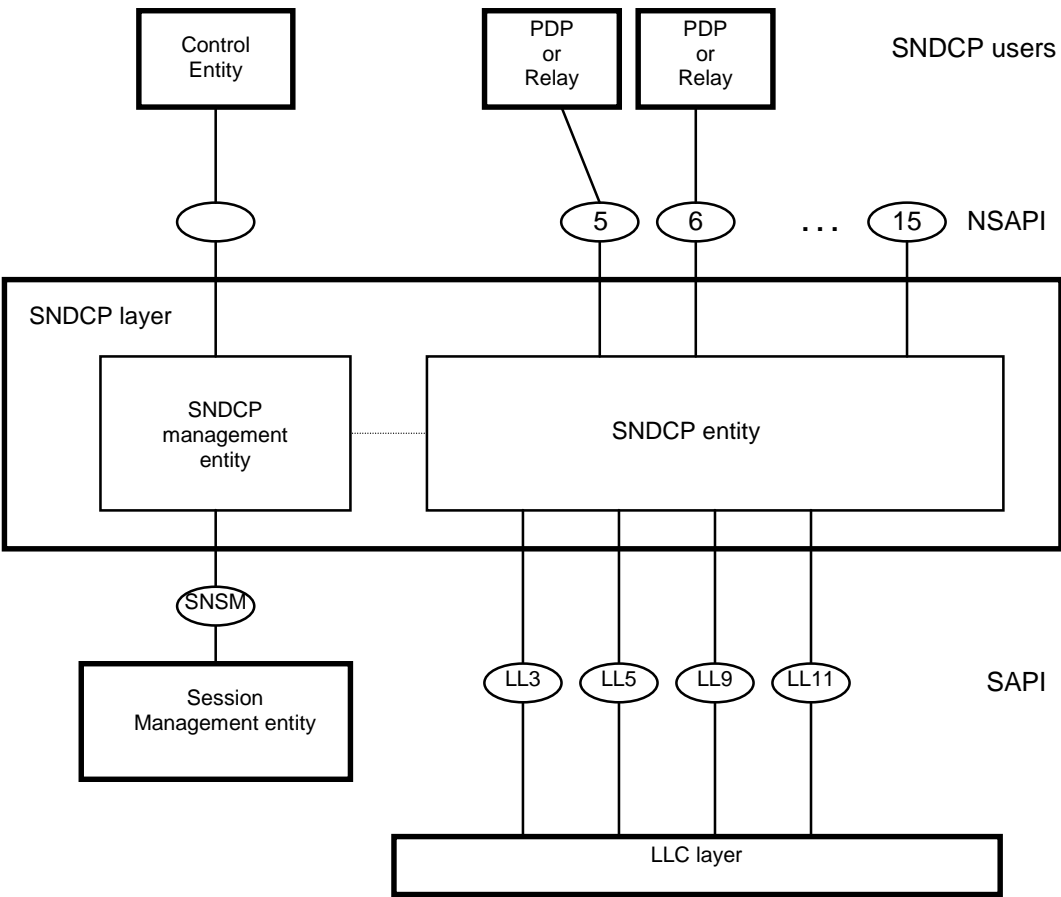 Control
Entity
PDP
or
Relay
PDP
or
Relay
SNDCP users
5
6
...
15
NSAPI
SNDCP layer
SNDCP
management
entity
SNDCP entity
SNSM
Session
Management entity
LL3
LL5
LL9
LL11
SAPI
LLC layer